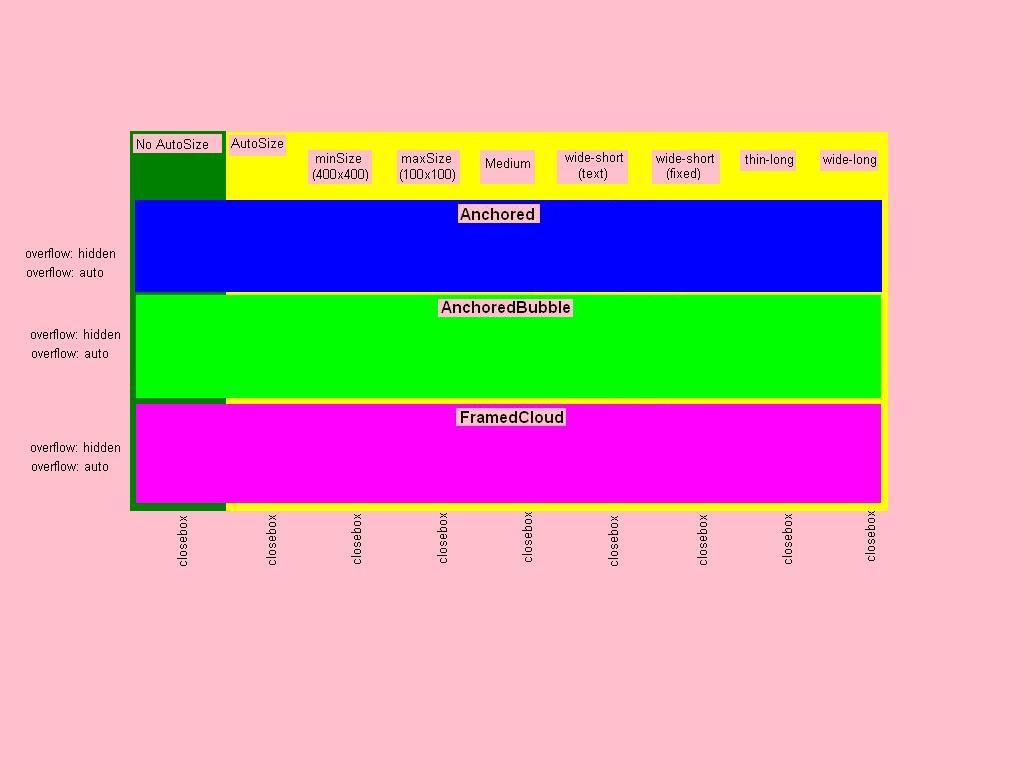 No AutoSize
AutoSize
minSize
(400x400)
maxSize
(100x100)
Medium
wide-short
(text)
wide-short
(fixed)
thin-long
wide-long
Anchored
overflow: hidden
overflow: auto
AnchoredBubble
overflow: hidden
overflow: auto
FramedCloud
overflow: hidden
overflow: auto
closebox
closebox
closebox
closebox
closebox
closebox
closebox
closebox
closebox